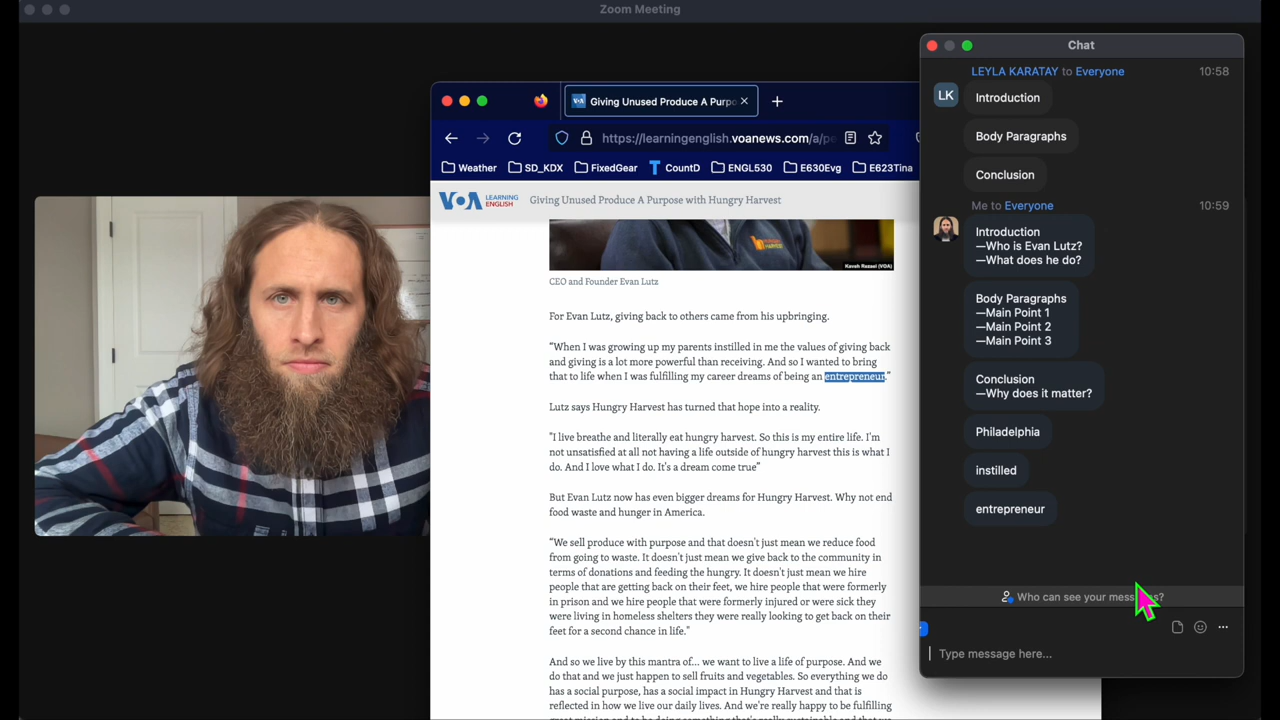 Zoom Meeting
Giving Unused Produce A Purpo
https://learningenglish.voanews.com/a/pe
Weather
SD_KDX
FixedGear
CountD
ENGL530
E630Evg
E623Tina
VOA LEARNING ENGLISH
Giving Unused Produce A Purpose with Hungry Harvest
Kaveh Rezaei (VOA)
CEO and Founder Evan Lutz
For Evan Lutz, giving back to others came from his upbringing.
“When I was growing up my parents instilled in me the values of giving back
and giving is a lot more powerful than receiving. And so I wanted to bring
that to life when I was fulfilling my career dreams of being an entrepreneur.”
Lutz says Hungry Harvest has turned that hope into a reality.
"I live breathe and literally eat hungry harvest. So this is my entire life. I'm
not unsatisfied at all not having a life outside of hungry harvest this is what I
do. And I love what I do. It's a dream come true”
But Evan Lutz now has even bigger dreams for Hungry Harvest. Why not end
food waste and hunger in America.
“We sell produce with purpose and that doesn't just mean we reduce food
from going to waste. It doesn't just mean we give back to the community in
terms of donations and feeding the hungry. It doesn't just mean we hire
people that are getting back on their feet, we hire people that were formerly
in prison and we hire people that were formerly injured or were sick they
were living in homeless shelters they were really looking to get back on their
feet for a second chance in life."
And so we live by this mantra of... we want to live a life of purpose. And we
do that and we just happen to sell fruits and vegetables. So everything we do
has a social purpose, has a social impact in Hungry Harvest and that is
reflected in how we live our daily lives. And we're really happy to be fulfilling
Chat
LEYLA KARATAY to Everyone 10:58
LK
Introduction
Body Paragraphs
Conclusion
Me to Everyone 10:59
Introduction
—Who is Evan Lutz?
—What does he do?
Body Paragraphs
—Main Point 1
—Main Point 2
—Main Point 3
Conclusion
—Why does it matter?
Philadelphia
instilled
entrepreneur
Who can see your messages?
Type message here...